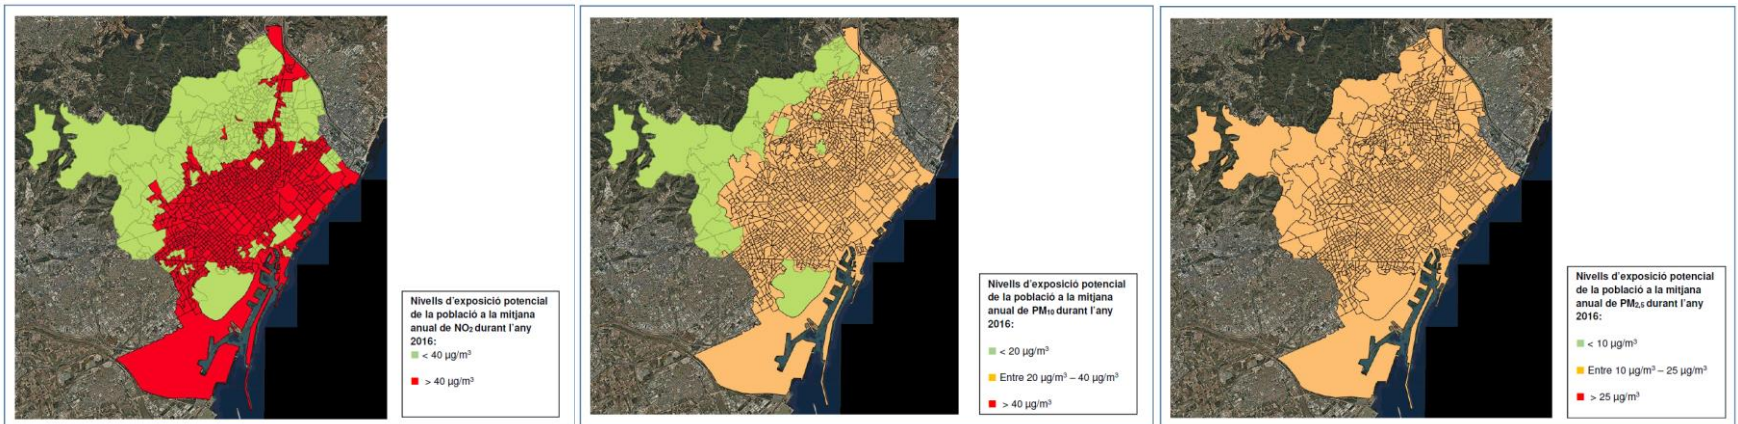 Nivells d'exposició potencial
de la població a la mitjana
anual de NO₂ durant l'any
2016:
< 40 µg/m³
> 40 µg/m³
Nivells d'exposició potencial
de la població a la mitjana
anual de PM₁₀ durant l'any
2016:
< 20 µg/m³
Entre 20 µg/m³ – 40 µg/m³
> 40 µg/m³
Nivells d'exposició potencial
de la població a la mitjana
anual de PM₂,₅ durant l'any
2016:
< 10 µg/m³
Entre 10 µg/m³ – 25 µg/m³
> 25 µg/m³